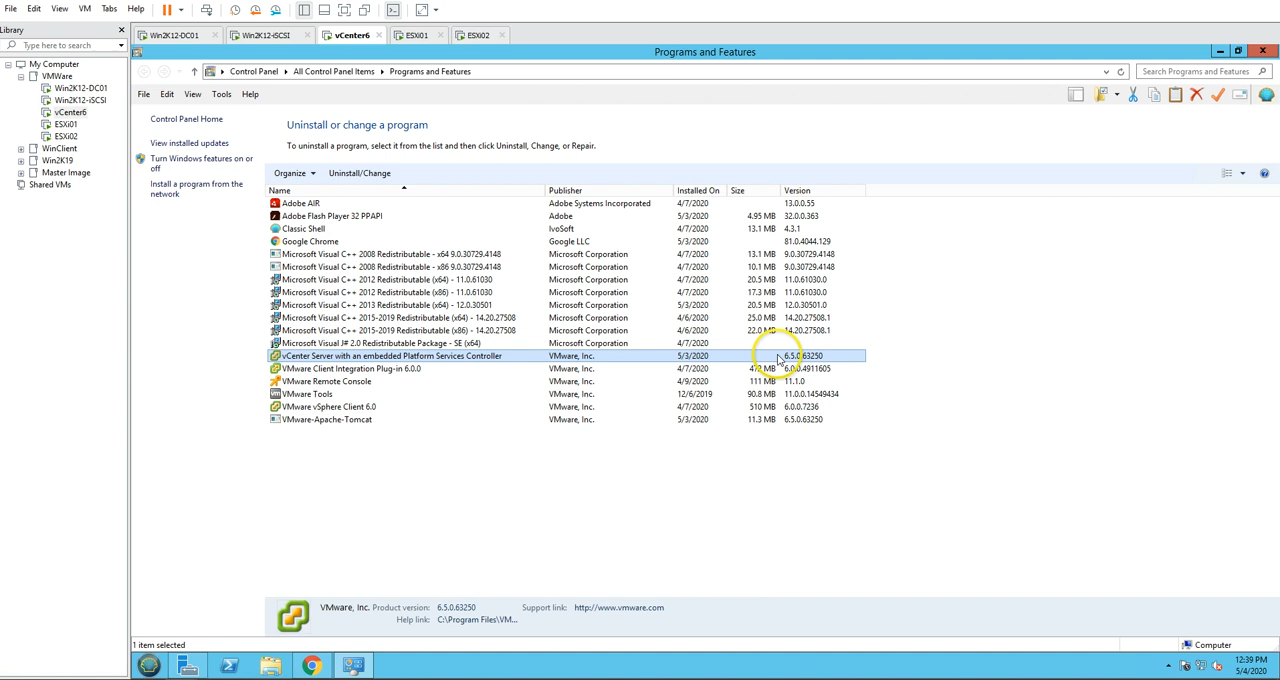 File Edit View VM Tabs Help
Library
Type here to search
My Computer
VMWare
Win2K12-DC01
Win2K12-iSCSI
vCenter6
ESXi01
ESXi02
WinClient
Win2K19
Master Image
Shared VMs
Win2K12-DC01 Win2K12-iSCSI vCenter6 ESXi01 ESXi02
Programs and Features
Control Panel All Control Panel Items Programs and Features
Search Programs and Features
File Edit View Tools Help
Control Panel Home
View installed updates
Turn Windows features on or
off
Install a program from the
network
Uninstall or change a program
To uninstall a program, select it from the list and then click Uninstall, Change, or Repair.
Organize Uninstall/Change
Name Publisher Installed On Size Version
Adobe AIR Adobe Systems Incorporated 4/7/2020 13.0.0.55
Adobe Flash Player 32 PPAPI Adobe 5/3/2020 4.95 MB 32.0.0.363
Classic Shell IvoSoft 4/7/2020 13.1 MB 4.3.1
Google Chrome Google LLC 5/3/2020 81.0.4044.129
Microsoft Visual C++ 2008 Redistributable - x64 9.0.30729.4148 Microsoft Corporation 4/7/2020 13.1 MB 9.0.30729.4148
Microsoft Visual C++ 2008 Redistributable - x86 9.0.30729.4148 Microsoft Corporation 4/7/2020 10.1 MB 9.0.30729.4148
Microsoft Visual C++ 2012 Redistributable (x64) - 11.0.61030 Microsoft Corporation 4/7/2020 20.5 MB 11.0.61030.0
Microsoft Visual C++ 2012 Redistributable (x86) - 11.0.61030 Microsoft Corporation 4/7/2020 17.3 MB 11.0.61030.0
Microsoft Visual C++ 2013 Redistributable (x64) - 12.0.30501 Microsoft Corporation 5/3/2020 20.5 MB 12.0.30501.0
Microsoft Visual C++ 2015-2019 Redistributable (x64) - 14.20.27508 Microsoft Corporation 4/6/2020 25.0 MB 14.20.27508.1
Microsoft Visual C++ 2015-2019 Redistributable (x86) - 14.20.27508 Microsoft Corporation 4/6/2020 22.0 MB 14.20.27508.1
Microsoft Visual J# 2.0 Redistributable Package - SE (x64) Microsoft Corporation 4/7/2020
vCenter Server with an embedded Platform Services Controller VMware, Inc. 5/3/2020 6.5.0.63250
VMware Client Integration Plug-in 6.0.0 VMware, Inc. 4/7/2020 MB 6.0.0.4911605
VMware Remote Console VMware, Inc. 4/9/2020 111 MB 11.1.0
VMware Tools VMware, Inc. 12/6/2019 90.8 MB 11.0.0.14549434
VMware vSphere Client 6.0 VMware, Inc. 4/7/2020 510 MB 6.0.0.7236
VMware-Apache-Tomcat VMware, Inc. 5/3/2020 11.3 MB 6.5.0.63250
VMware, Inc. Product version: 6.5.0.63250 Support link: http://www.vmware.com
Help link: C:\Program Files\VM...
1 item selected
Computer
12:39 PM
5/4/2020